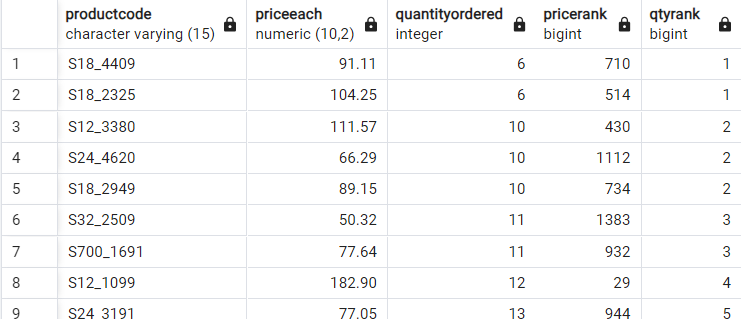 productcode priceeach quantityordered pricerank qtyrank
character varying (15) numeric (10,2) integer bigint bigint
1 S18_4409 91.11 6 710 1
2 S18_2325 104.25 6 514 1
3 S12_3380 111.57 10 430 2
4 S24_4620 66.29 10 1112 2
5 S18_2949 89.15 10 734 2
6 S32_2509 50.32 11 1383 3
7 S700_1691 77.64 11 932 3
8 S12_1099 182.90 12 29 4
9 S24_3191 77.05 13 944 5